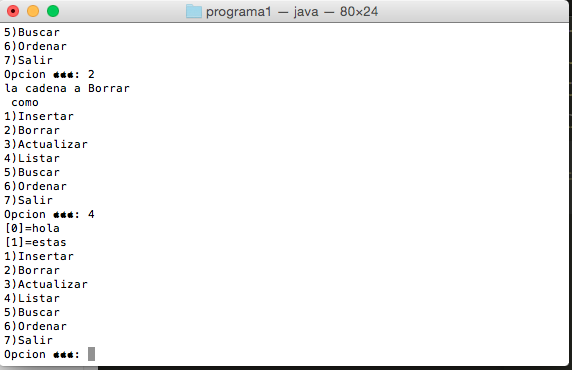 programa1 — java — 80×24
5)Buscar
6)Ordenar
7)Salir
Opcion : 2
la cadena a Borrar
como
1)Insertar
2)Borrar
3)Actualizar
4)Listar
5)Buscar
6)Ordenar
7)Salir
Opcion : 4
[0]=hola
[1]=estas
1)Insertar
2)Borrar
3)Actualizar
4)Listar
5)Buscar
6)Ordenar
7)Salir
Opcion :